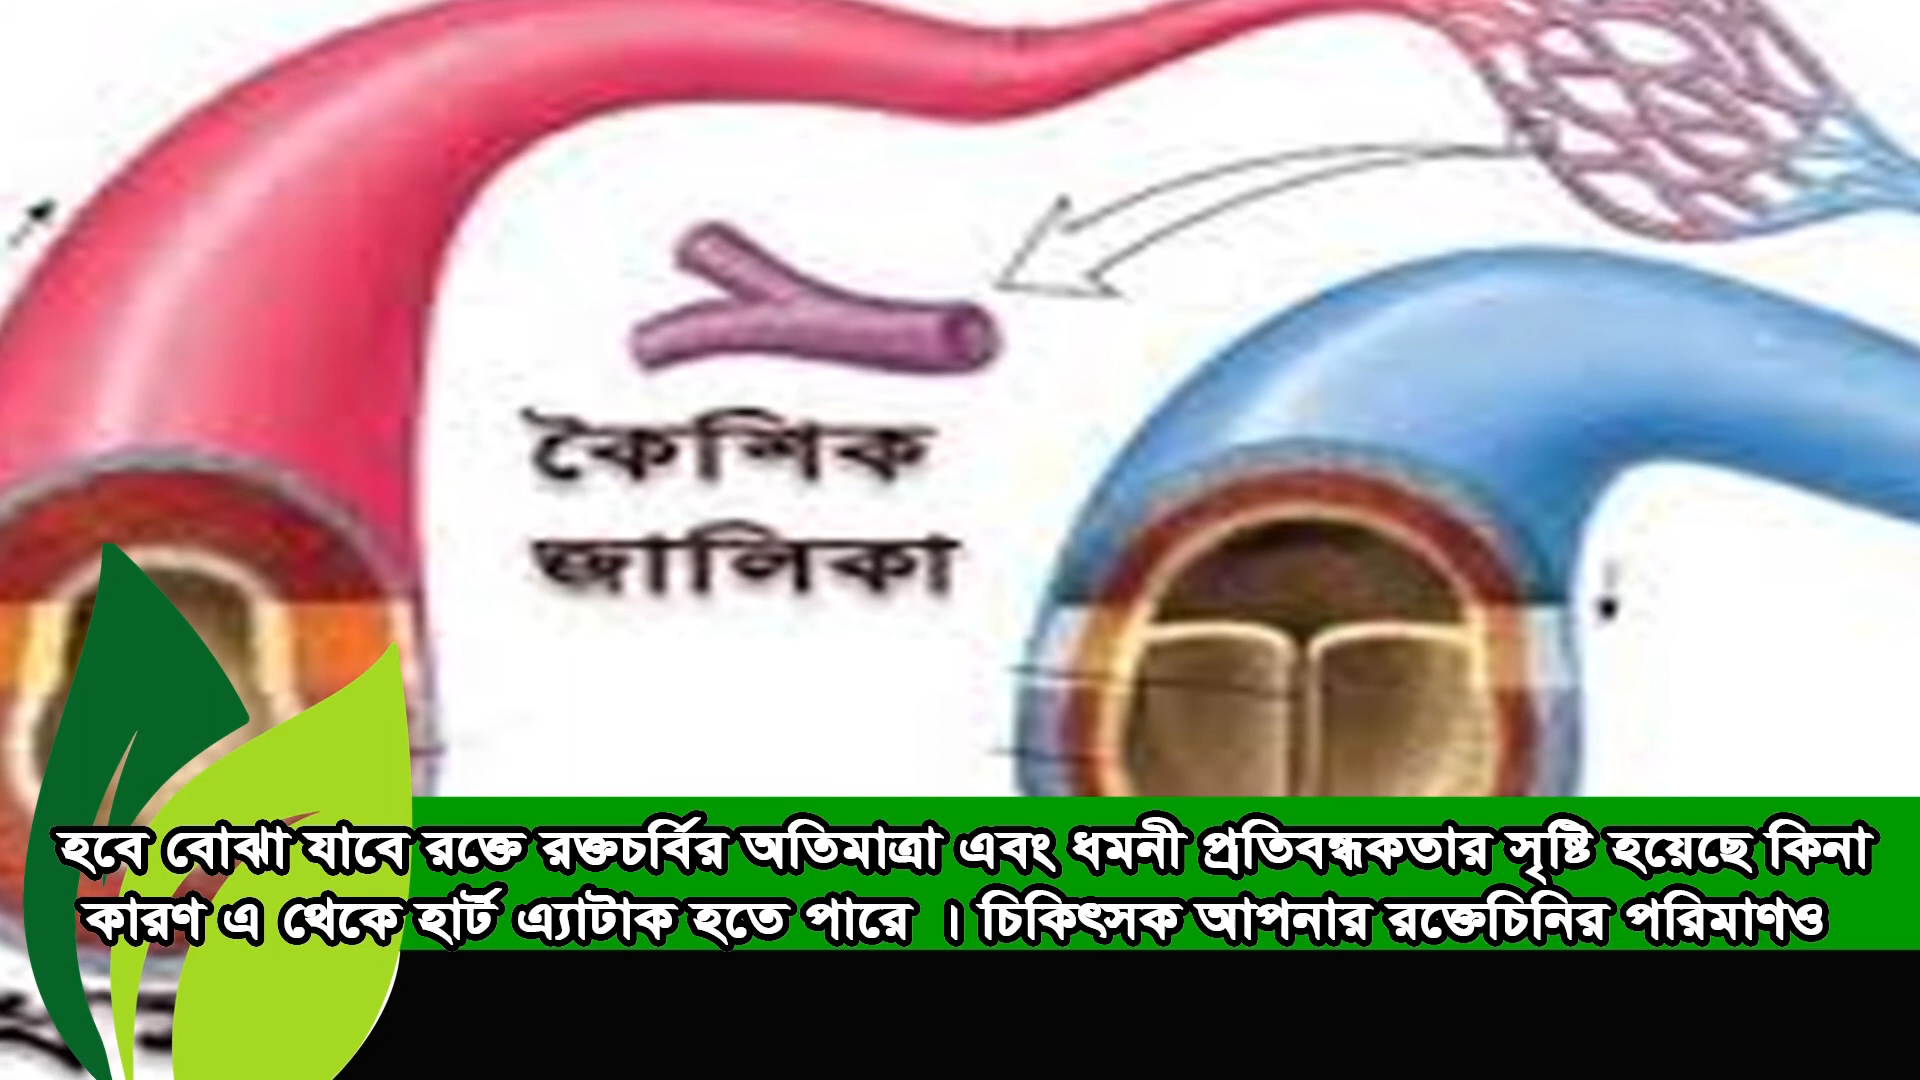 কৈশিক
জালিকা
হবে বোঝা যাবে রক্তে রক্তচর্বির অতিমাত্রা এবং ধমনী প্রতিবন্ধকতার সৃষ্টি হয়েছে কিনা
কারণ এ থেকে হার্ট এ্যাটাক হতে পারে । চিকিৎসক আপনার রক্তেচিনির পরিমাণও